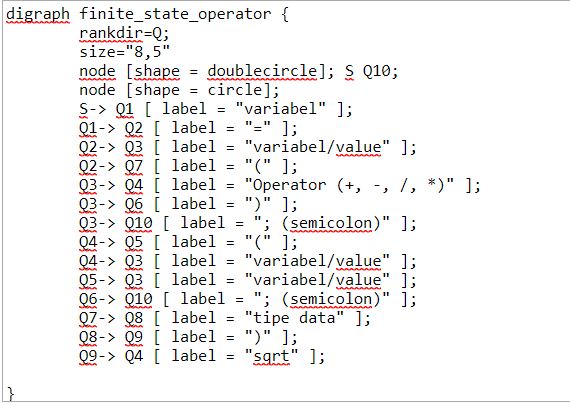 digraph finite_state_operator {
rankdir=Q;
size="8,5"
node [shape = doublecircle]; S Q10;
node [shape = circle];
S-> Q1 [ label = "variabel" ];
Q1-> Q2 [ label = "=" ];
Q2-> Q3 [ label = "variabel/value" ];
Q2-> Q7 [ label = "(" ];
Q3-> Q4 [ label = "Operator (+, -, /, *)" ];
Q3-> Q6 [ label = ")" ];
Q3-> Q10 [ label = "; (semicolon)" ];
Q4-> Q5 [ label = "(" ];
Q4-> Q3 [ label = "variabel/value" ];
Q5-> Q3 [ label = "variabel/value" ];
Q6-> Q10 [ label = "; (semicolon)" ];
Q7-> Q8 [ label = "tipe data" ];
Q8-> Q9 [ label = ")" ];
Q9-> Q4 [ label = "sqrt" ];
}